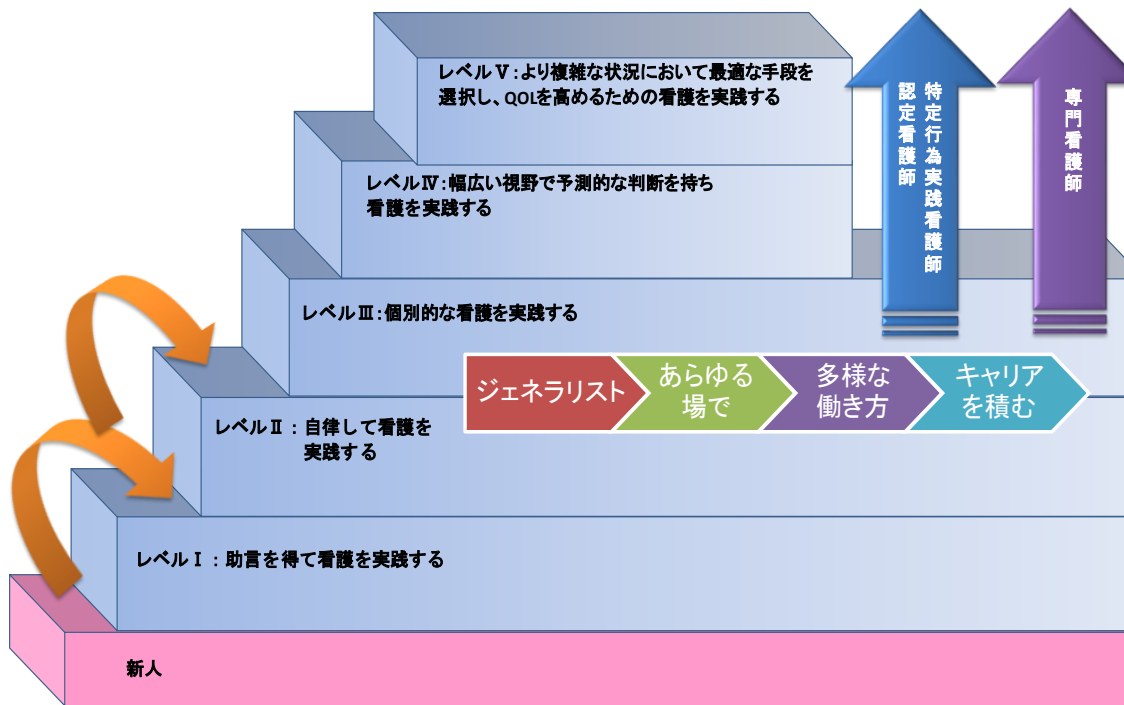 レベルⅤ:より複雑な状況において最適な手段を
選択し、QOLを高めるための看護を実践する
特定行為実践看護師
認定看護師
専門看護師
レベルⅣ:幅広い視野で予測的な判断を持ち
看護を実践する
レベルⅢ:個別的な看護を実践する
ジェネラリスト
あらゆる
場で
多様な
働き方
キャリア
を積む
レベルⅡ:自律して看護を
実践する
レベルⅠ:助言を得て看護を実践する
新人